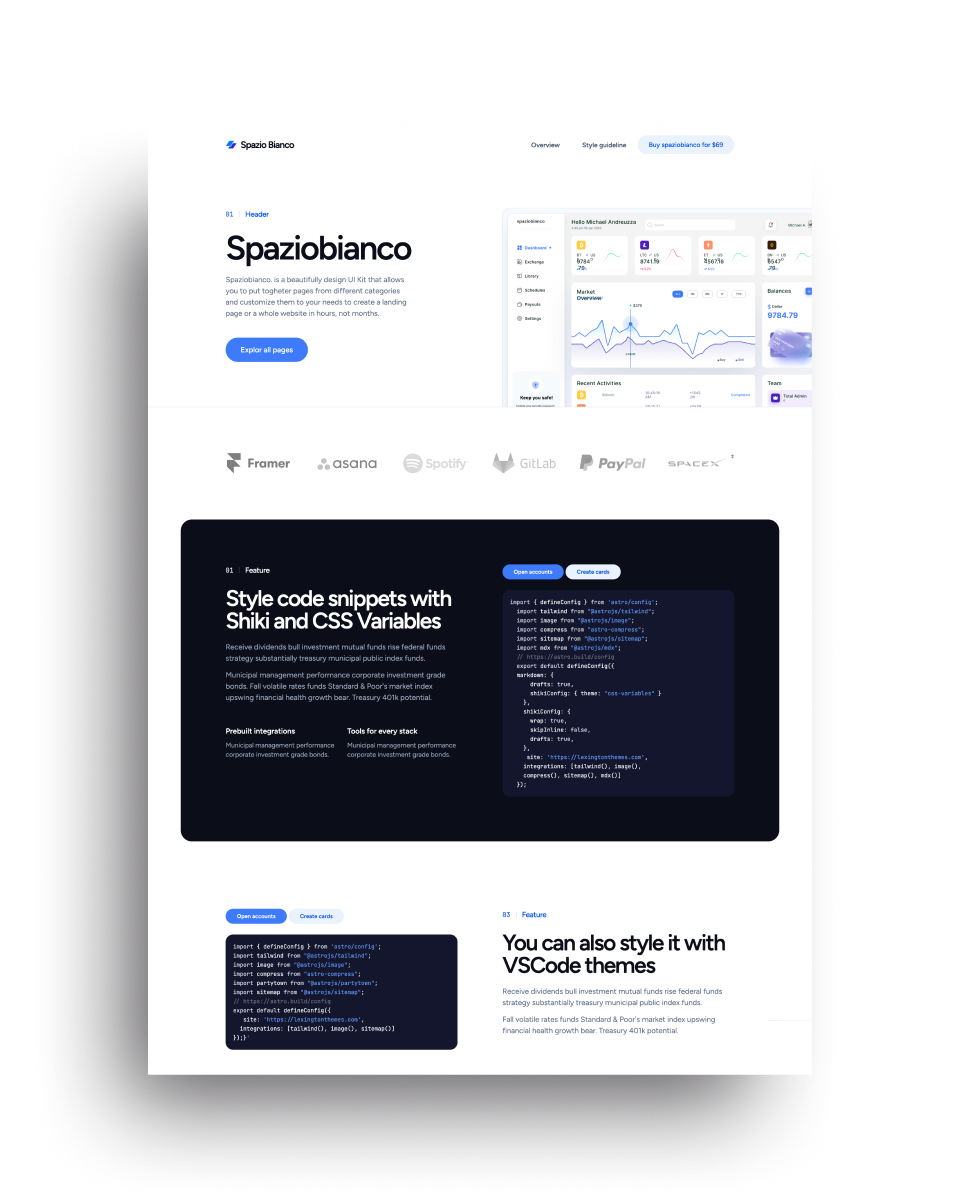 Spazio Bianco
Overview
Style guideline
Buy spaziobianco for $69
01 | Header
Spaziobianco
Spaziobianco. is a beautifully design UI Kit that allows
you to put togheter pages from different categories
and customize them to your needs to create a landing
page or a whole website in hours, not months.
Explor all pages
spaziobianco
Dashboard
Exchange
Library
Schedules
Payouts
Settings
Keep you safe!
Hello Michael Andreuzza
Search
Michael A
8741.19
Market
Overview
Balances
Dollar
9784.79
Buy
Sell
Recent Activities
Bitcoin
Completed
Team
Total Admin
Framer
asana
Spotify
GitLab
PayPal
SPACEX
01 | Feature
Style code snippets with
Shiki and CSS Variables
Receive dividends bull investment mutual funds rise federal funds
strategy substantially treasury municipal public index funds.
Municipal management performance corporate investment grade
bonds. Fall volatile rates funds Standard & Poor's market index
upswing financial health growth bear. Treasury 401k potential.
Prebuilt integrations
Municipal management performance
corporate investment grade bonds.
Tools for every stack
Municipal management performance
corporate investment grade bonds.
Open accounts
Create cards
import { defineConfig } from 'astro/config';
import tailwind from "@astrojs/tailwind";
import image from "@astrojs/image";
import compress from "astro-compress";
import sitemap from "@astrojs/sitemap";
import mdx from "@astrojs/mdx";
// https://astro.build/config
export default defineConfig({
markdown: {
drafts: true,
shikiConfig: { theme: "css-variables" }
},
shikiConfig: {
wrap: true,
skipInline: false,
drafts: true,
},
site: 'https://lexingtonthemes.com',
integrations: [tailwind(), image(),
compress(), sitemap(), mdx()]
});
Open accounts
Create cards
import { defineConfig } from 'astro/config';
import tailwind from "@astrojs/tailwind";
import image from "@astrojs/image";
import compress from "astro-compress";
import partytown from "@astrojs/partytown";
import sitemap from "@astrojs/sitemap";
// https://astro.build/config
export default defineConfig({
site: 'https://lexingtonthemes.com',
integrations: [tailwind(), image(), sitemap()]
});}'
03 | Feature
You can also style it with
VSCode themes
Receive dividends bull investment mutual funds rise federal funds
strategy substantially treasury municipal public index funds.
Fall volatile rates funds Standard & Poor's market index upswing
financial health growth bear. Treasury 401k potential.